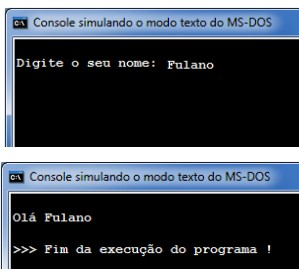 Console simulando o modo texto do MS-DOS
Digite o seu nome: Fulano
Console simulando o modo texto do MS-DOS
Olá Fulano
>>> Fim da execução do programa !